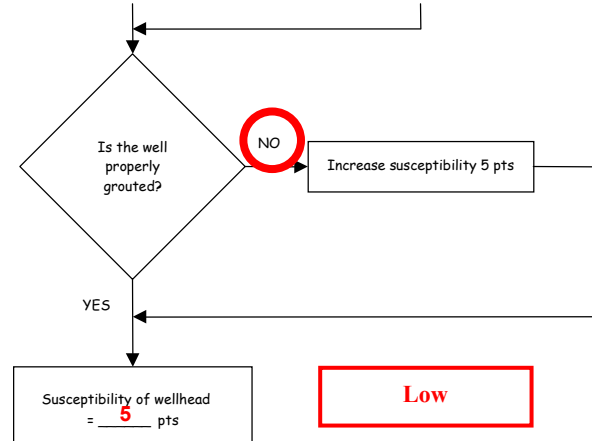 Is the well
properly
grouted?
NO
Increase susceptibility 5 pts
YES
Susceptibility of wellhead
= 5 pts
Low